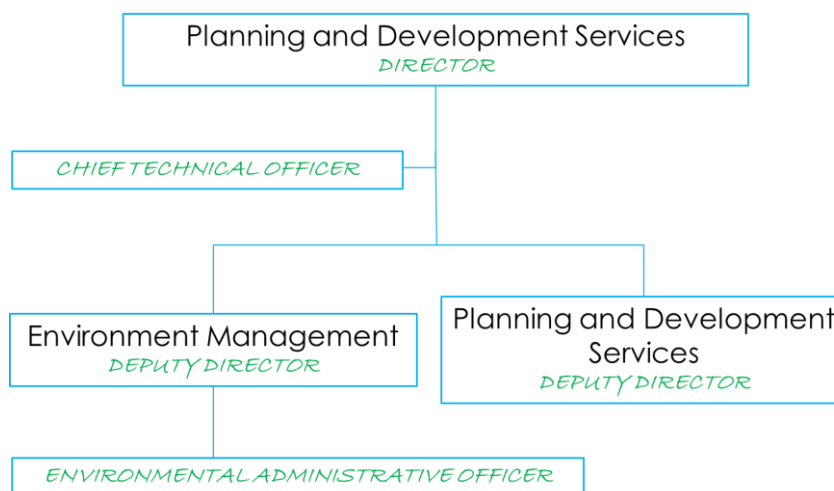 Planning and Development Services
DIRECTOR
CHIEF TECHNICAL OFFICER
Environment Management
DEPUTY DIRECTOR
Planning and Development
Services
DEPUTY DIRECTOR
ENVIRONMENTAL ADMINISTRATIVE OFFICER